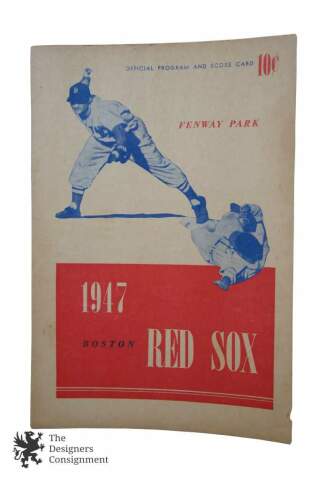 OFFICIAL PROGRAM AND SCORE CARD 10¢
FENWAY PARK
1947
BOSTON RED SOX
The
Designers
Consignment